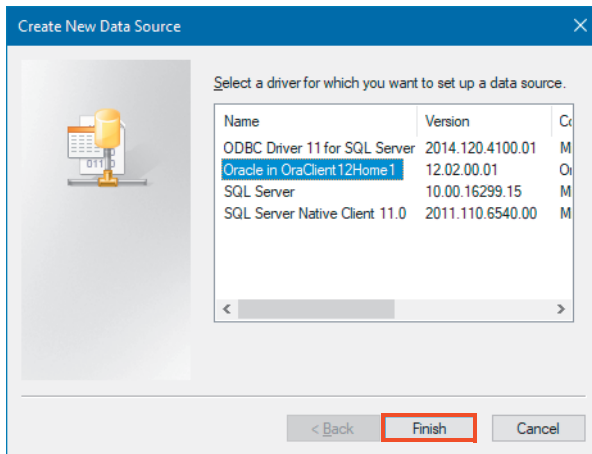 Create New Data Source
Select a driver for which you want to set up a data source.
Name Version Co
ODBC Driver 11 for SQL Server 2014.120.4100.01 M
Oracle in OraClient12Home1 12.02.00.01 Or
SQL Server 10.00.16299.15 M
SQL Server Native Client 11.0 2011.110.6540.00 M
< Back Finish Cancel